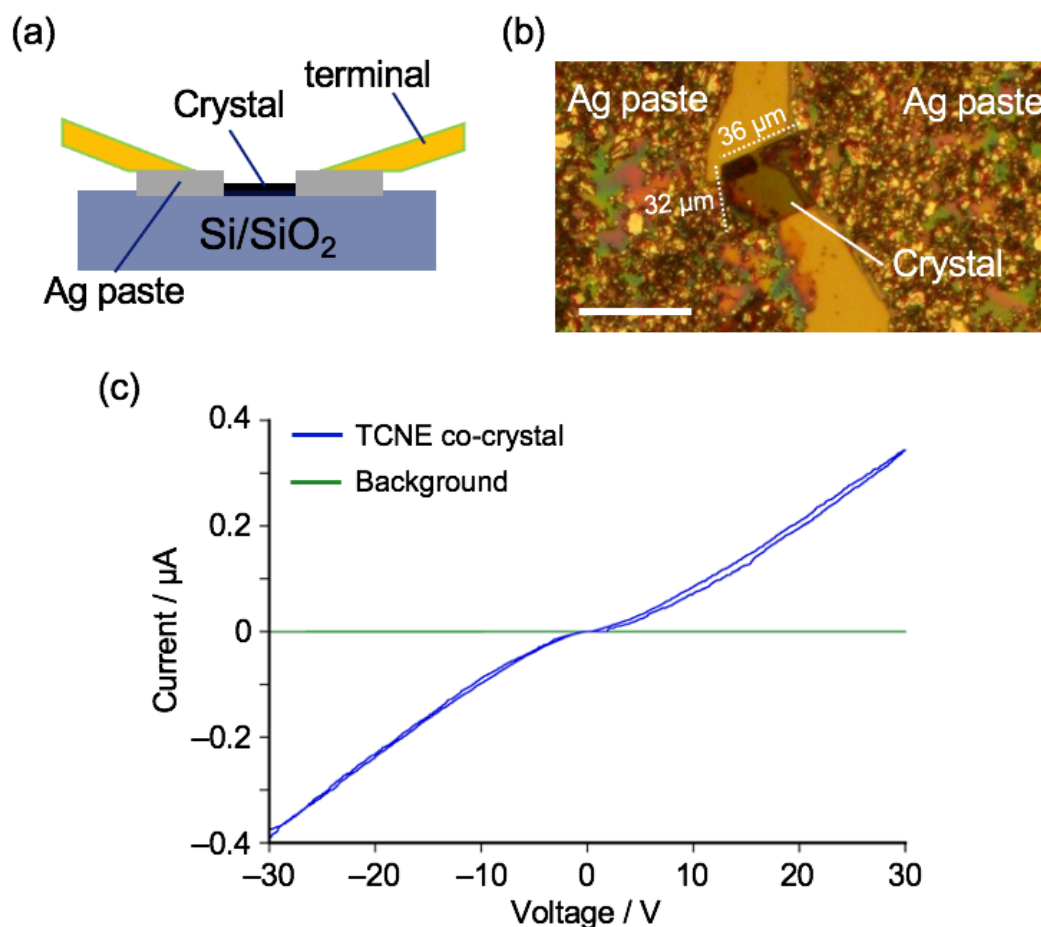 (a)
terminal
Crystal
Si/SiO₂
Ag paste
(b)
Ag paste
Ag paste
36 μm
32 μm
Crystal
(c)
0.4
TCNE co-crystal
Background
0.2
0
–0.2
–0.4
Current / μA
–30
–20
–10
0
10
20
30
Voltage / V